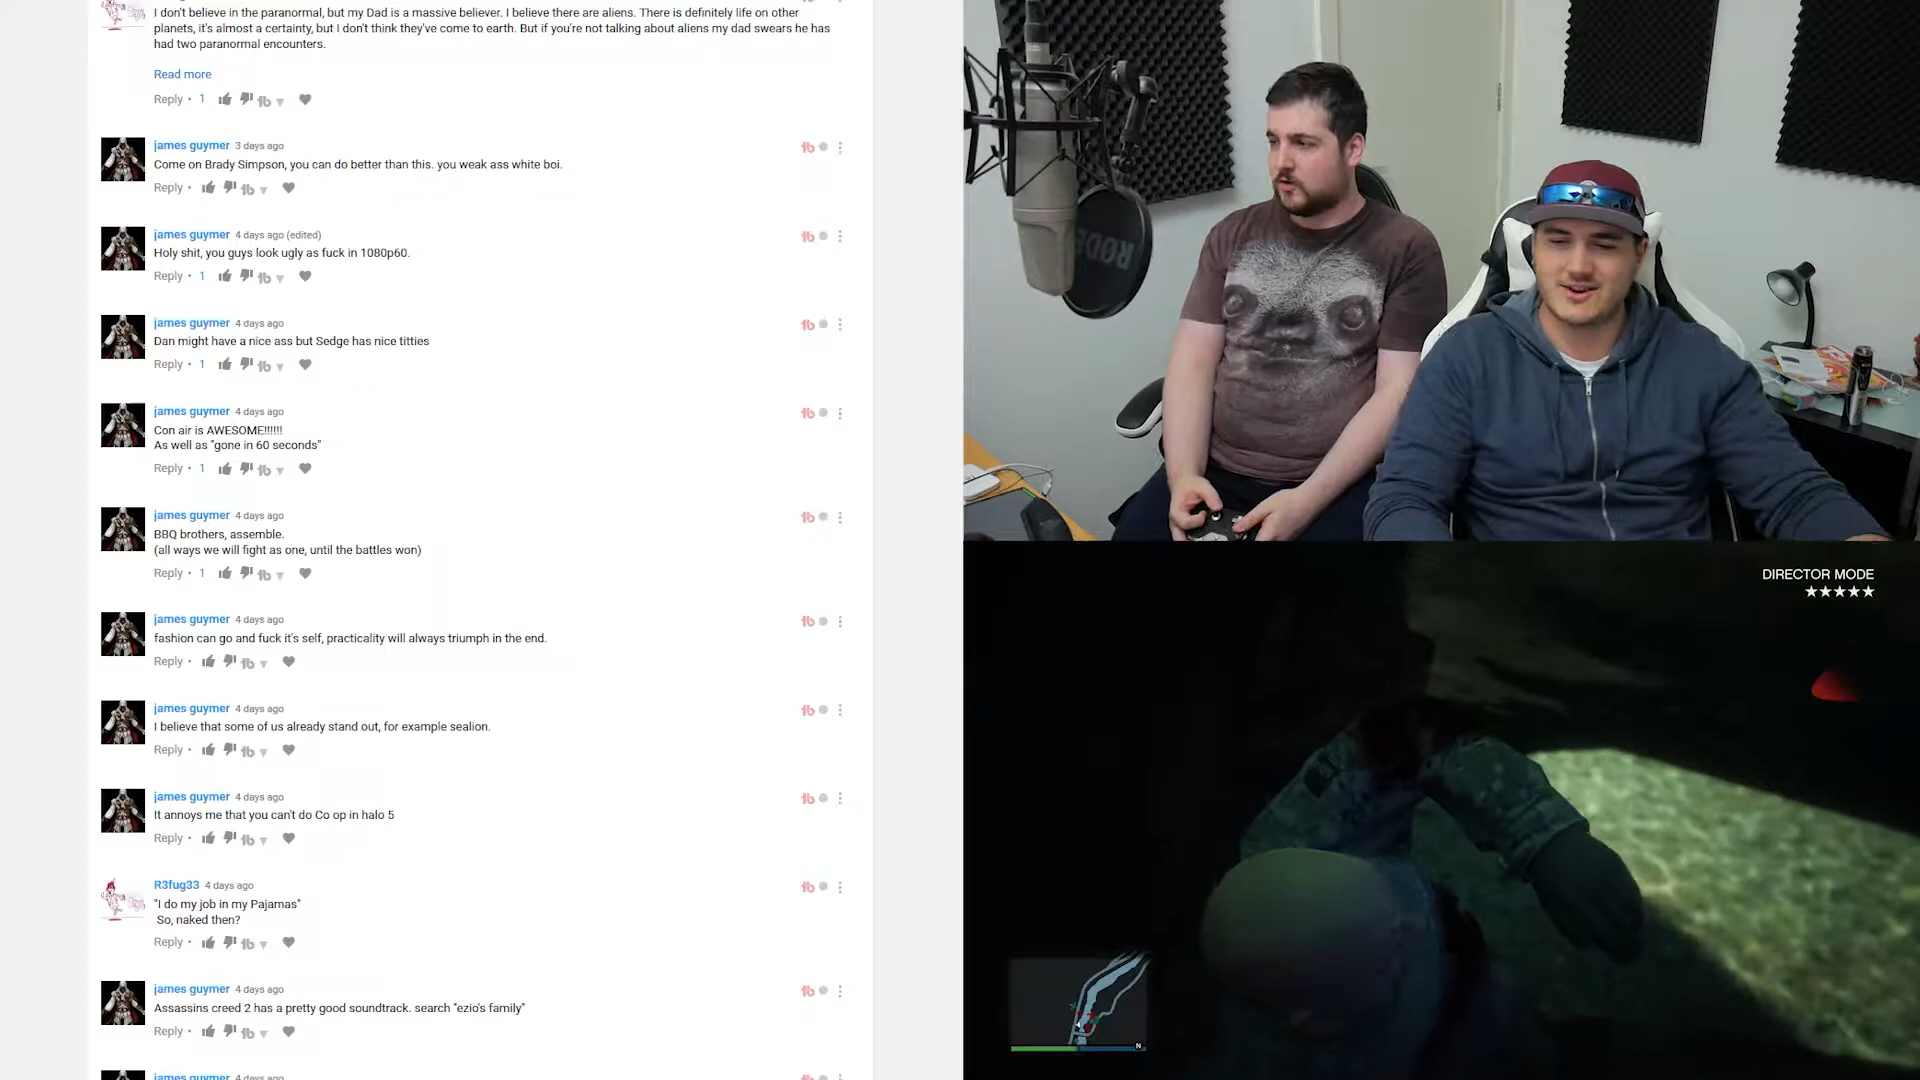 I don't believe in the paranormal, but my Dad is a massive believer. I believe there are aliens. There is definitely life on other
planets, it's almost a certainty, but I don't think they've come to earth. But if you're not talking about aliens my dad swears he has
had two paranormal encounters.
Read more
Reply • 1
james guymer 3 days ago
Come on Brady Simpson, you can do better than this. you weak ass white boi.
Reply •
james guymer 4 days ago (edited)
Holy shit, you guys look ugly as fuck in 1080p60.
Reply • 1
james guymer 4 days ago
Dan might have a nice ass but Sedge has nice titties
Reply • 1
james guymer 4 days ago
Con air is AWESOME!!!!!!
As well as "gone in 60 seconds"
Reply • 1
james guymer 4 days ago
BBQ brothers, assemble.
(all ways we will fight as one, until the battles won)
Reply • 1
james guymer 4 days ago
fashion can go and fuck it's self, practicality will always triumph in the end.
Reply •
james guymer 4 days ago
I believe that some of us already stand out, for example sealion.
Reply •
james guymer 4 days ago
It annoys me that you can't do Co op in halo 5
Reply •
R3fug33 4 days ago
"I do my job in my Pajamas"
So, naked then?
Reply •
james guymer 4 days ago
Assassins creed 2 has a pretty good soundtrack. search "ezio's family"
Reply •
james guymer 4 days ago
RODE
DIRECTOR MODE
★★★★★
N